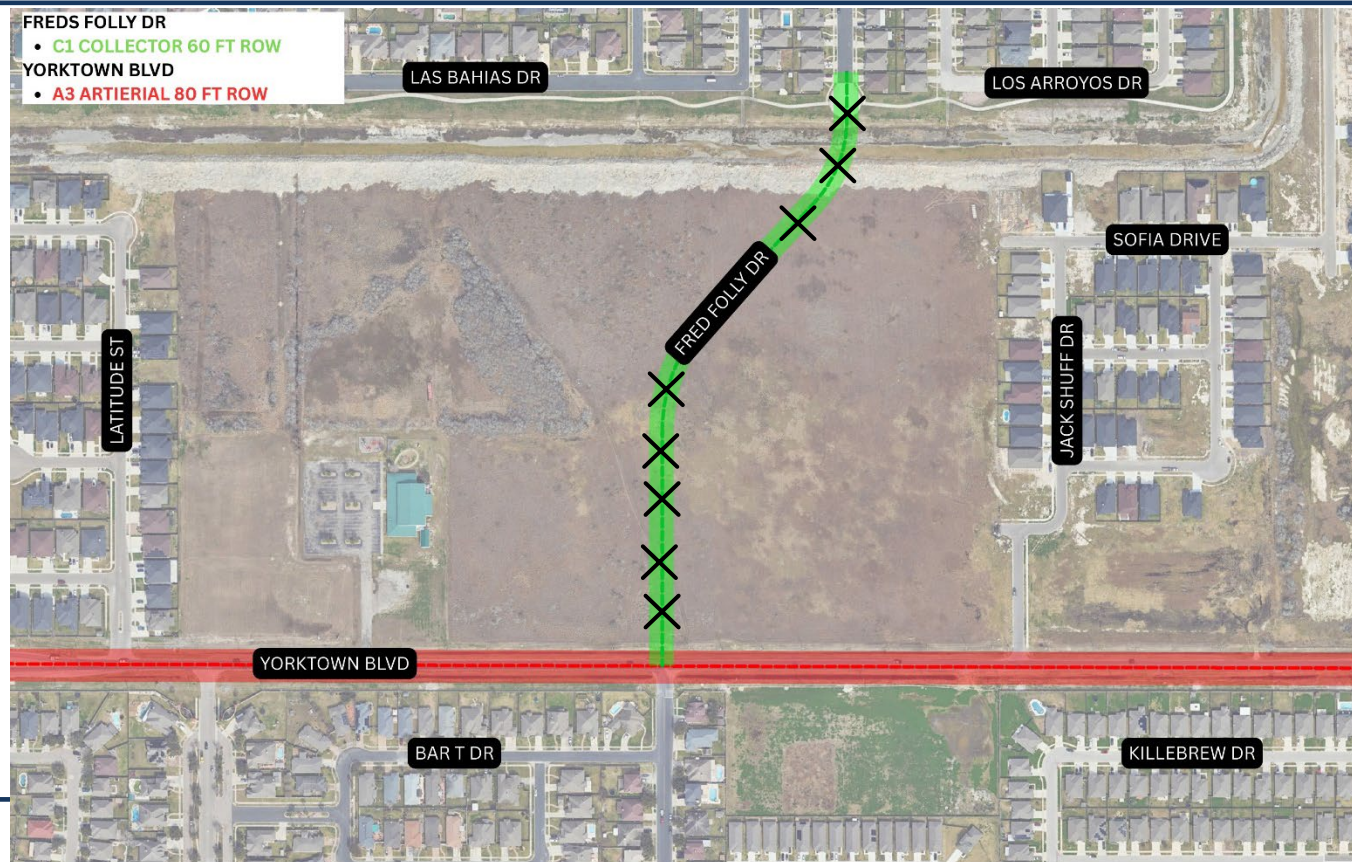 FREDS FOLLY DR
• C1 COLLECTOR 60 FT ROW
YORKTOWN BLVD
• A3 ARTIERIAL 80 FT ROW
LAS BAHIAS DR
LOS ARROYOS DR
SOFIA DRIVE
FRED FOLLY DR
LATITUDE ST
JACK SHUFF DR
YORKTOWN BLVD
BAR T DR
KILLEBREW DR